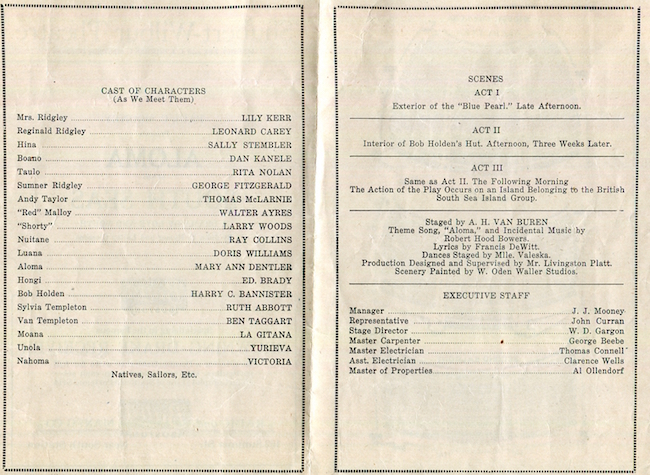 CAST OF CHARACTERS
(As We Meet Them)
Mrs. Ridgley LILY KERR
Reginald Ridgley LEONARD CAREY
Hina SALLY STEMBLER
Boano DAN KANELE
Taulo RITA NOLAN
Sumner Ridgley GEORGE FITZGERALD
Andy Taylor THOMAS McLARNIE
"Red" Malloy WALTER AYRES
"Shorty" LARRY WOODS
Nuitane RAY COLLINS
Luana DORIS WILLIAMS
Aloma MARY ANN DENTLER
Hongi ED. BRADY
Bob Holden HARRY C. BANNISTER
Sylvia Templeton RUTH ABBOTT
Van Templeton BEN TAGGART
Moana LA GITANA
Unola YURIEVA
Nahoma VICTORIA
Natives, Sailors, Etc.
SCENES
ACT I
Exterior of the "Blue Pearl." Late Afternoon.
ACT II
Interior of Bob Holden's Hut. Afternoon, Three Weeks Later.
ACT III
Same as Act II. The Following Morning
The Action of the Play Occurs on an Island Belonging to the British
South Sea Island Group.
Staged by A. H. VAN BUREN
Theme Song, "Aloma," and Incidental Music by
Robert Hood Bowers.
Lyrics by Francis DeWitt.
Dances Staged by Mlle. Valeska.
Production Designed and Supervised by Mr. Livingston Platt.
Scenery Painted by W. Oden Waller Studios.
EXECUTIVE STAFF
Manager J. J. Mooney
Representative John Curran
Stage Director W. D. Gargon
Master Carpenter George Beebe
Master Electrician Thomas Connell
Asst. Electrician Clarence Wells
Master of Properties Al Ollendorf